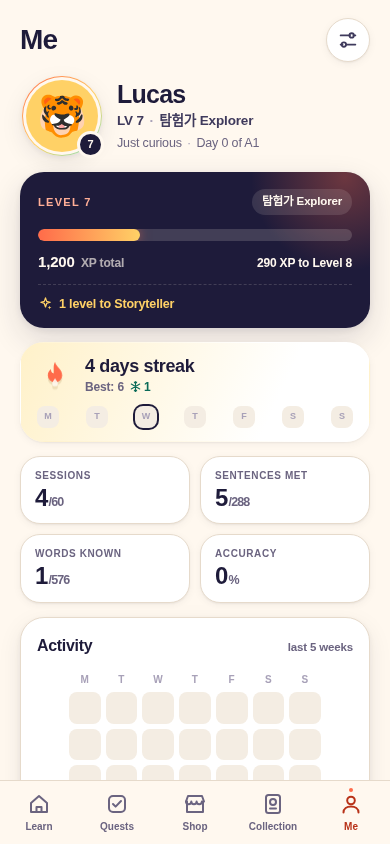 Me
7
Lucas
LV 7 · 탐험가 Explorer
Just curious · Day 0 of A1
LEVEL 7
탐험가 Explorer
1,200 XP total
290 XP to Level 8
1 level to Storyteller
4 days streak
Best: 6 1
M T W T F S S
SESSIONS
4/60
SENTENCES MET
5/288
WORDS KNOWN
1/576
ACCURACY
0%
Activity
last 5 weeks
M T W T F S S
Learn
Quests
Shop
Collection
Me